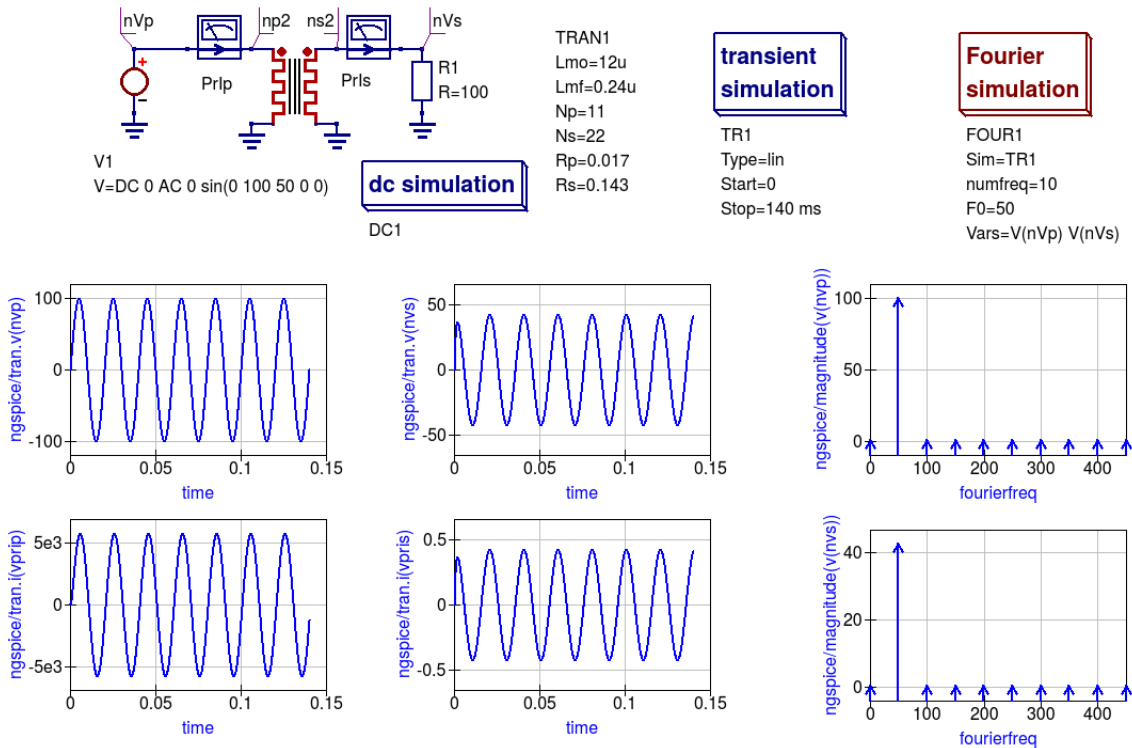 nVp
np2
ns2
nVs
+
−
PrIp
PrIs
R1
R=100
V1
V=DC 0 AC 0 sin(0 100 50 0 0)
dc simulation
DC1
TRAN1
Lmo=12u
Lmf=0.24u
Np=11
Ns=22
Rp=0.017
Rs=0.143
transient
simulation
TR1
Type=lin
Start=0
Stop=140 ms
Fourier
simulation
FOUR1
Sim=TR1
numfreq=10
F0=50
Vars=V(nVp) V(nVs)
ngspice/tran.v(nvp)
100
0
-100
0 0.05 0.1 0.15
time
ngspice/tran.v(nvs)
50
0
-50
0 0.05 0.1 0.15
time
ngspice/magnitude(v(nvp))
100
50
0
0 100 200 300 400
fourierfreq
ngspice/tran.i(vprip)
5e3
0
-5e3
0 0.05 0.1 0.15
time
ngspice/tran.i(vpris)
0.5
0
-0.5
0 0.05 0.1 0.15
time
ngspice/magnitude(v(nvs))
40
20
0
0 100 200 300 400
fourierfreq